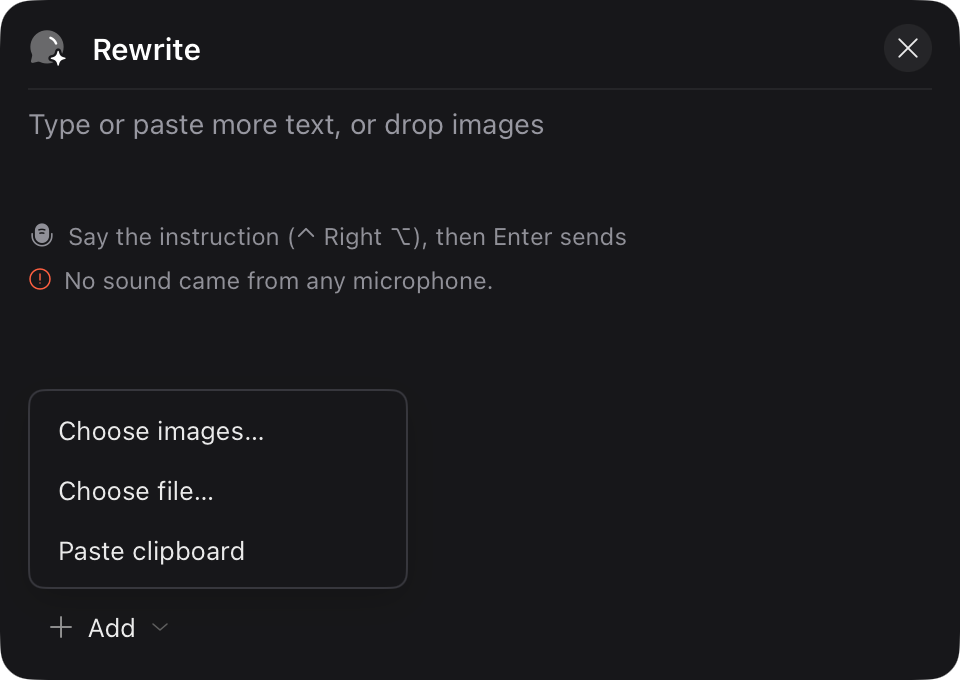 Rewrite
Type or paste more text, or drop images
Say the instruction (^ Right ⌥), then Enter sends
No sound came from any microphone.
Choose images...
Choose file...
Paste clipboard
Add